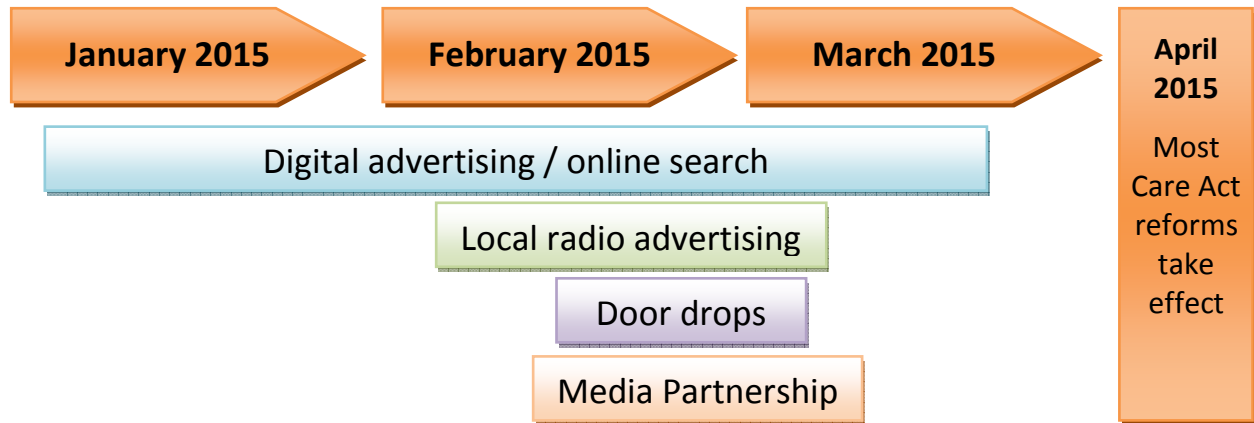 January 2015
February 2015
March 2015
April
2015
Most
Care Act
reforms
take
effect
Digital advertising / online search
Local radio advertising
Door drops
Media Partnership